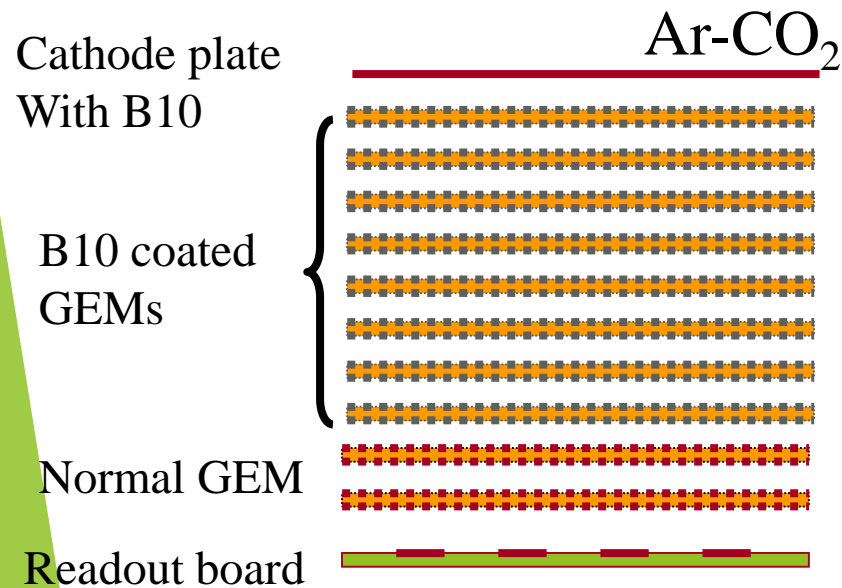 Ar-CO₂
Cathode plate
With B10
B10 coated
GEMs
Normal GEM
Readout board